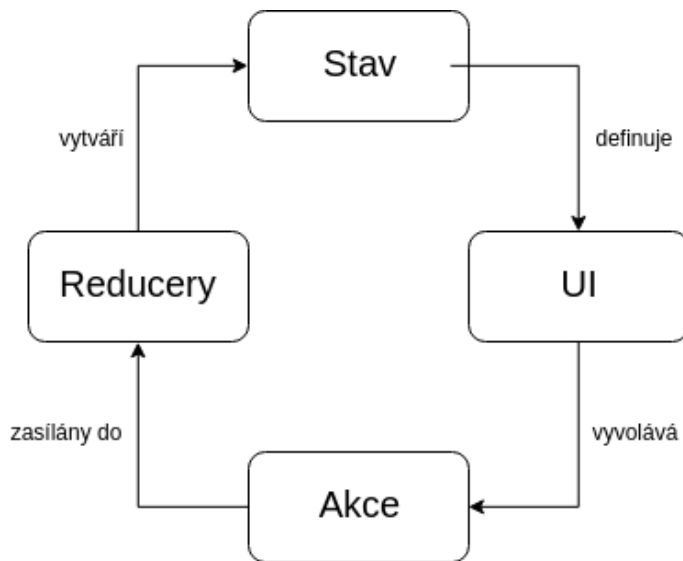 Stav
vytváří
definuje
Reducery
UI
zasílány do
vyvolává
Akce